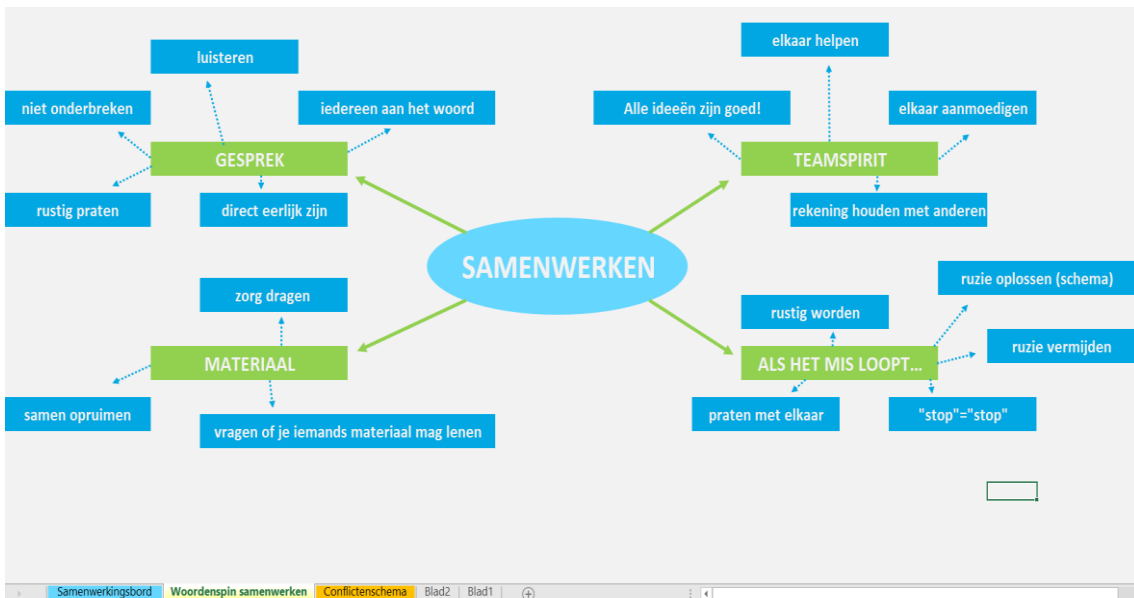 luisteren
niet onderbreken
iedereen aan het woord
GESPREK
rustig praten
direct eerlijk zijn
elkaar helpen
Alle ideeën zijn goed!
elkaar aanmoedigen
TEAMSPIRIT
rekening houden met anderen
SAMENWERKEN
zorg dragen
MATERIAAL
samen opruimen
vragen of je iemands materiaal mag lenen
ruzie oplossen (schema)
rustig worden
ruzie vermijden
ALS HET MIS LOOPT...
praten met elkaar
"stop"="stop"
Samenwerkingsbord Woordenspin samenwerken Conflictenschema Blad2 Blad1